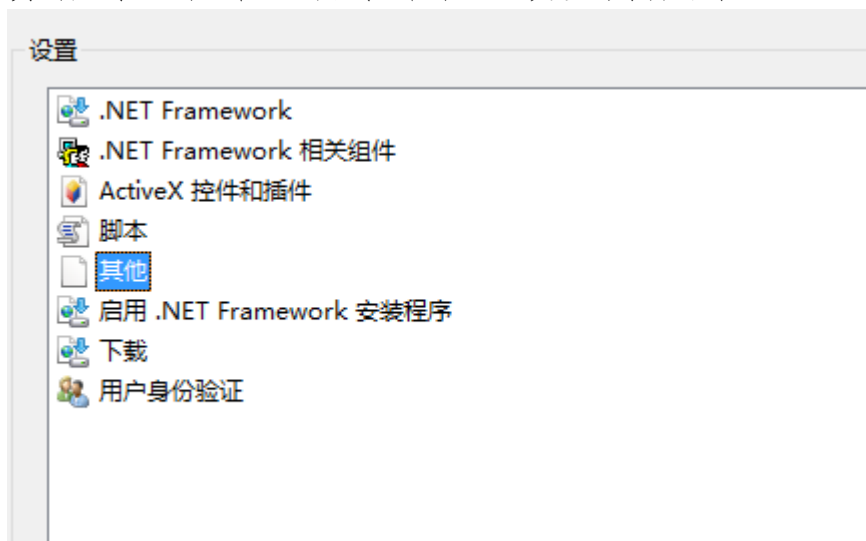 设置
.NET Framework
.NET Framework 相关组件
ActiveX 控件和插件
脚本
其他
启用 .NET Framework 安装程序
下载
用户身份验证